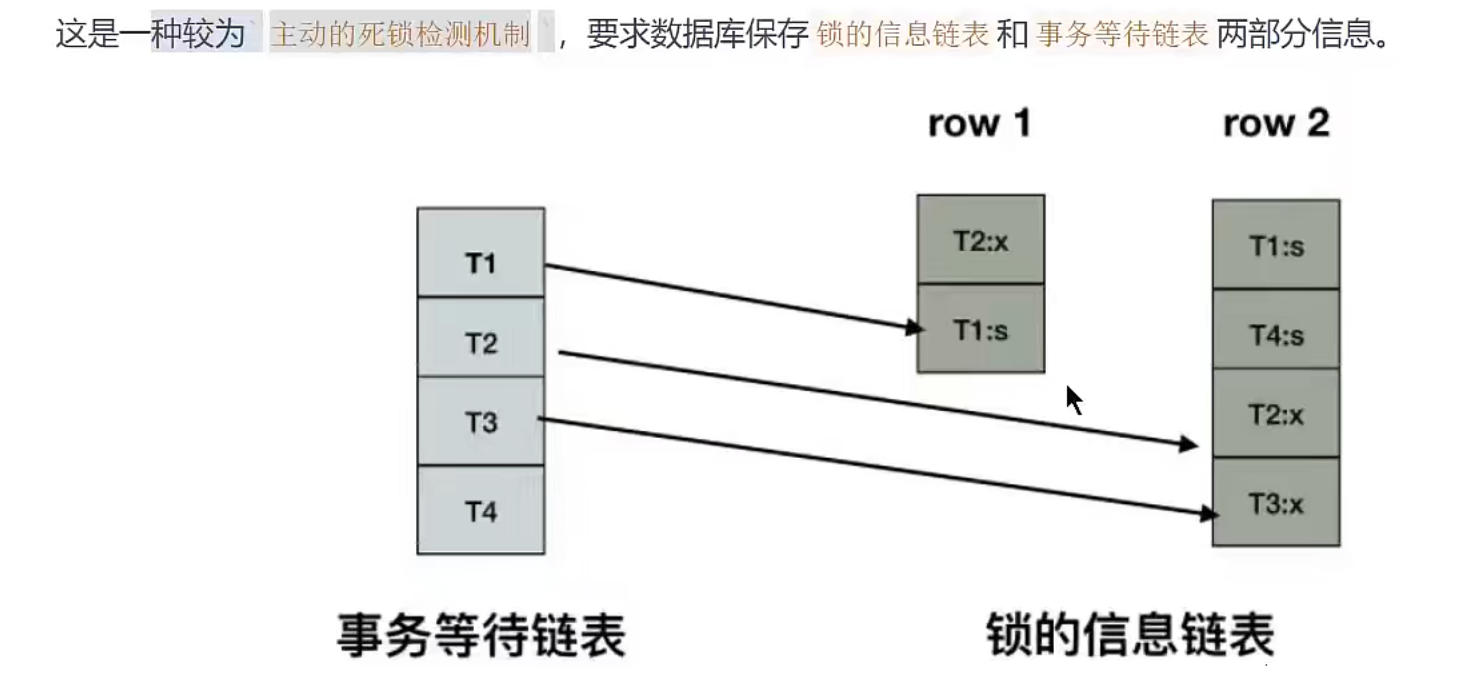 这是一种较为` 主动的死锁检测机制 `，要求数据库保存 锁的信息链表 和 事务等待链表 两部分信息。
row 1
row 2
T1
T2
T3
T4
T2:x
T1:s
T1:s
T4:s
T2:x
T3:x
事务等待链表
锁的信息链表